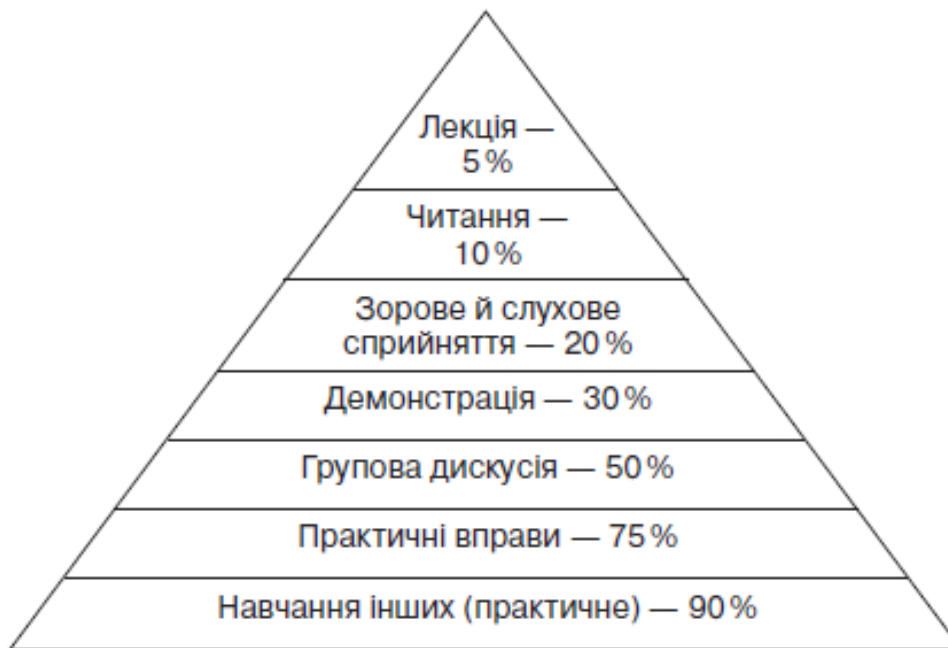 Лекція —
5 %
Читання —
10 %
Зорове й слухове
сприйняття — 20 %
Демонстрація — 30 %
Групова дискусія — 50 %
Практичні вправи — 75 %
Навчання інших (практичне) — 90 %